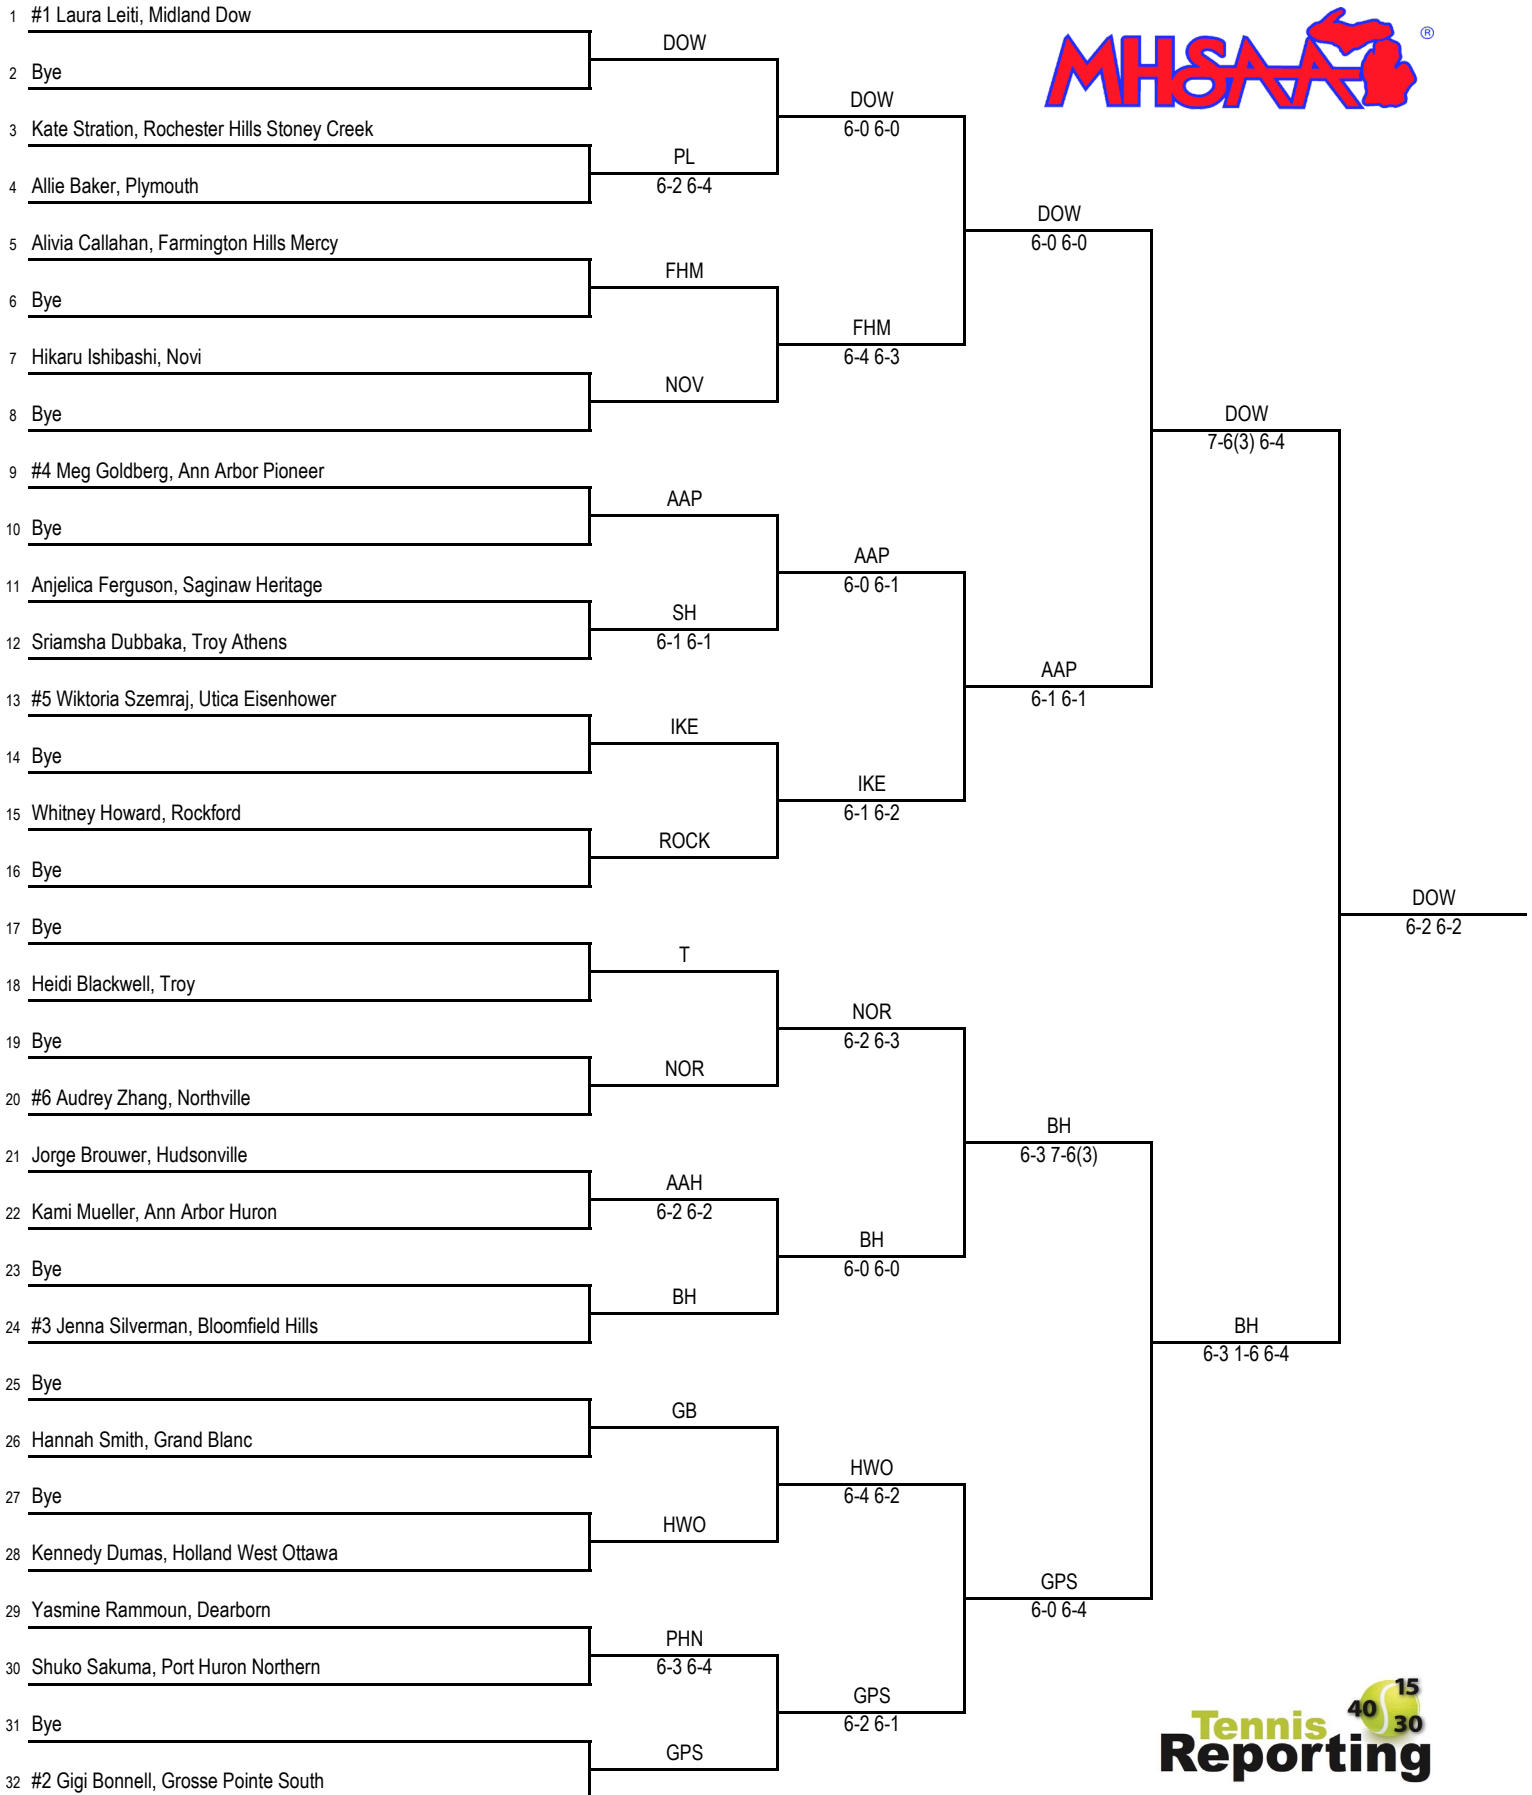 1 #1 Laura Leiti, Midland Dow
DOW
2 Bye
DOW
6-0 6-0
3 Kate Stration, Rochester Hills Stoney Creek
PL
6-2 6-4
4 Allie Baker, Plymouth
DOW
6-0 6-0
5 Alivia Callahan, Farmington Hills Mercy
FHM
6 Bye
FHM
6-4 6-3
7 Hikaru Ishibashi, Novi
NOV
8 Bye
DOW
7-6(3) 6-4
9 #4 Meg Goldberg, Ann Arbor Pioneer
AAP
10 Bye
AAP
6-0 6-1
11 Anjelica Ferguson, Saginaw Heritage
SH
6-1 6-1
12 Sriamsha Dubbaka, Troy Athens
AAP
6-1 6-1
13 #5 Wiktoria Szemraj, Utica Eisenhower
IKE
14 Bye
IKE
6-1 6-2
15 Whitney Howard, Rockford
ROCK
16 Bye
DOW
6-2 6-2
17 Bye
T
18 Heidi Blackwell, Troy
NOR
6-2 6-3
19 Bye
NOR
20 #6 Audrey Zhang, Northville
BH
6-3 7-6(3)
21 Jorge Brouwer, Hudsonville
AAH
6-2 6-2
22 Kami Mueller, Ann Arbor Huron
BH
6-0 6-0
23 Bye
BH
24 #3 Jenna Silverman, Bloomfield Hills
BH
6-3 1-6 6-4
25 Bye
GB
26 Hannah Smith, Grand Blanc
HWO
6-4 6-2
27 Bye
HWO
28 Kennedy Dumas, Holland West Ottawa
GPS
6-0 6-4
29 Yasmine Rammoun, Dearborn
PHN
6-3 6-4
30 Shuko Sakuma, Port Huron Northern
GPS
6-2 6-1
31 Bye
GPS
32 #2 Gigi Bonnell, Grosse Pointe South
MHSAA ®
15
40
30
Tennis
Reporting